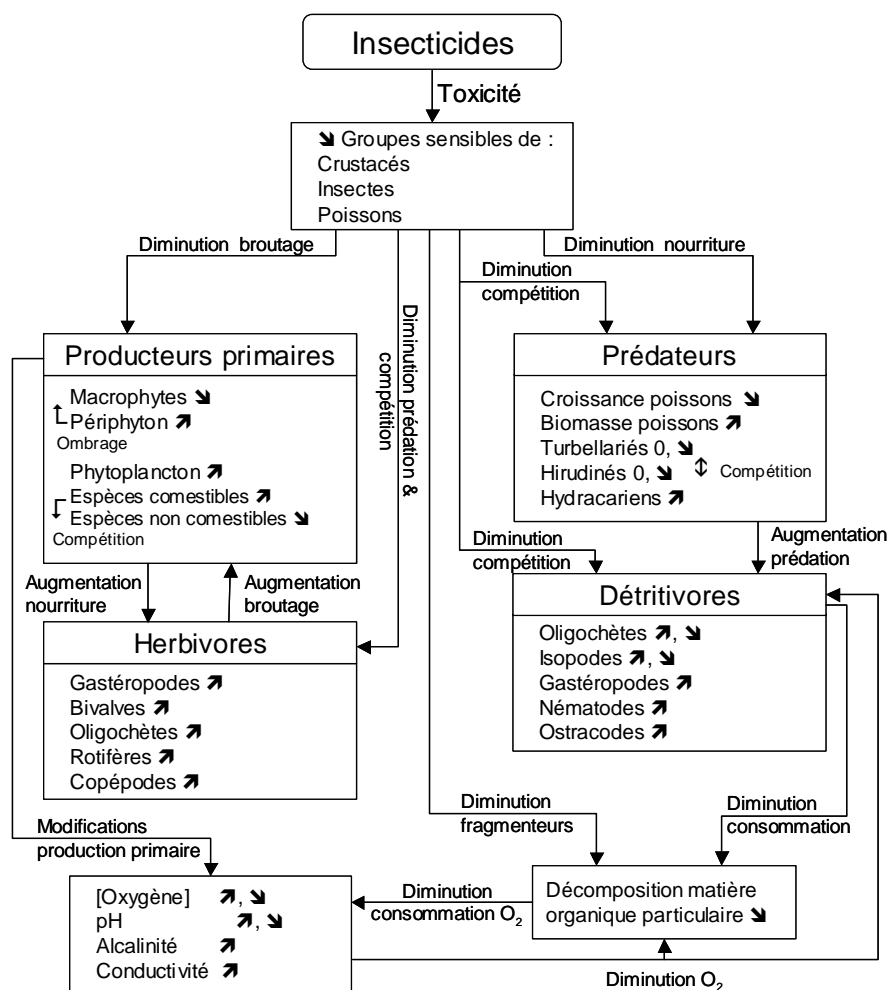 Insecticides
Toxicité
➘ Groupes sensibles de :
Crustacés
Insectes
Poissons
Diminution broutage
Diminution nourriture
Diminution
compétition
Diminution prédation &
compétition
Producteurs primaires
Macrophytes ➘
Périphyton ➚
Ombrage
Phytoplancton ➚
Espèces comestibles ➚
Espèces non comestibles ➘
Compétition
Prédateurs
Croissance poissons ➘
Biomasse poissons ➚
Turbellariés 0, ➘
Hirudinés 0, ➘
Compétition
Hydracariens ➚
Augmentation
prédation
Diminution
compétition
Augmentation
nourriture
Augmentation
broutage
Herbivores
Gastéropodes ➚
Bivalves ➚
Oligochètes ➚
Rotifères ➚
Copépodes ➚
Détritivores
Oligochètes ➚, ➘
Isopodes ➚, ➘
Gastéropodes ➚
Nématodes ➚
Ostracodes ➚
Modifications
production primaire
Diminution
fragmenteurs
Diminution
consommation
[Oxygène] ➚, ➘
pH ➚, ➘
Alcalinité ➚
Conductivité ➚
Diminution
consommation O₂
Décomposition matière
organique particulaire ➘
Diminution O₂